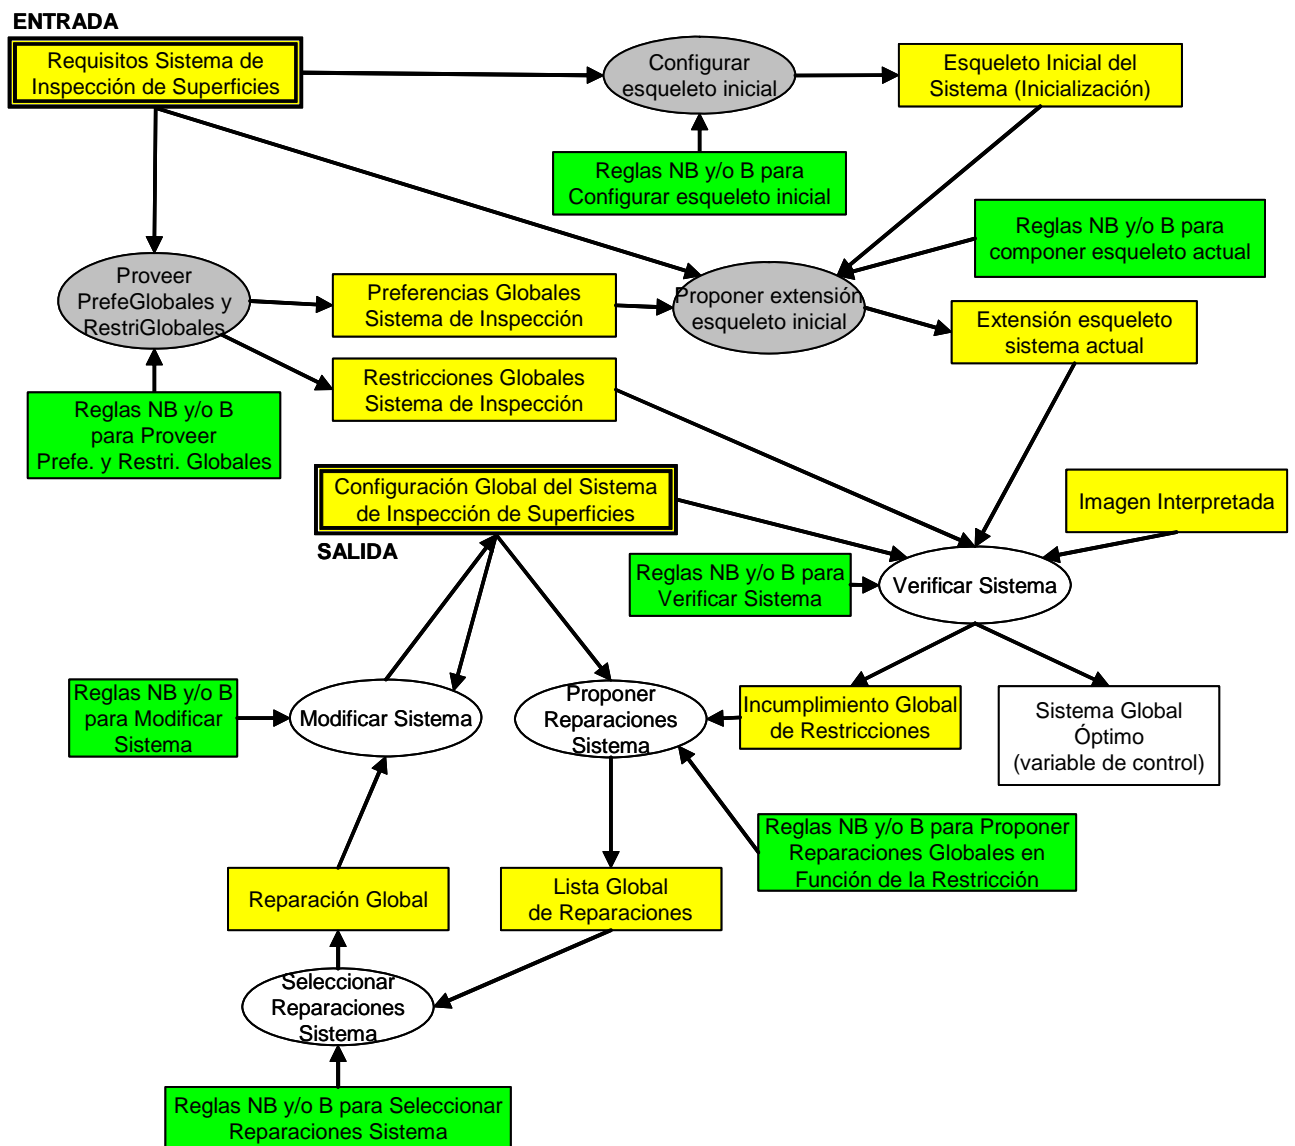 ENTRADA
Requisitos Sistema de
Inspección de Superficies
Configurar
esqueleto inicial
Esqueleto Inicial del
Sistema (Inicialización)
Reglas NB y/o B para
Configurar esqueleto inicial
Reglas NB y/o B para
componer esqueleto actual
Proveer
PrefeGlobales y
RestriGlobales
Preferencias Globales
Sistema de Inspección
Proponer extensión
esqueleto inicial
Extensión esqueleto
sistema actual
Restricciones Globales
Sistema de Inspección
Reglas NB y/o B
para Proveer
Prefe. y Restri. Globales
Configuración Global del Sistema
de Inspección de Superficies
SALIDA
Imagen Interpretada
Reglas NB y/o B para
Verificar Sistema
Verificar Sistema
Reglas NB y/o B
para Modificar
Sistema
Modificar Sistema
Proponer
Reparaciones
Sistema
Incumplimiento Global
de Restricciones
Sistema Global
Óptimo
(variable de control)
Reglas NB y/o B para Proponer
Reparaciones Globales en
Función de la Restricción
Reparación Global
Lista Global
de Reparaciones
Seleccionar
Reparaciones
Sistema
Reglas NB y/o B para Seleccionar
Reparaciones Sistema